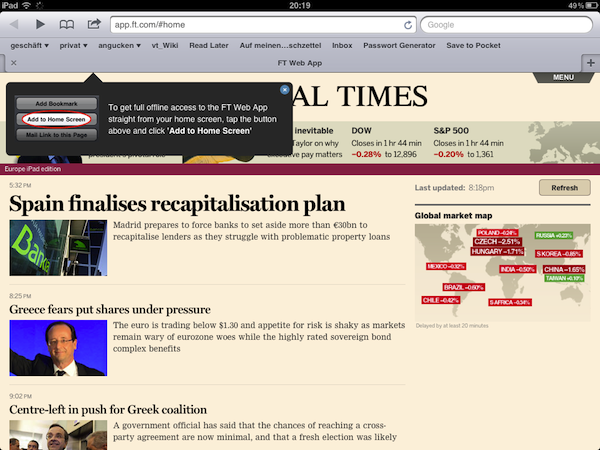 iPad
20:19
49%
app.ft.com/#home
Google
geschäft privat angucken vt_Wiki Read Later Auf meinen...schzettel Inbox Passwort Generator Save to Pocket
FT Web App
MENU
AL TIMES
Add Bookmark
Add to Home Screen
Mail Link to this Page
To get full offline access to the FT Web App
straight from your home screen, tap the button
above and click 'Add to Home Screen'
inevitable
Taylor on why
executive pay matters
DOW
Closes in 1 hr 44 min
−0.28% to 12,896
S&P 500
Closes in 1 hr 44 min
−0.20% to 1,361
Europe iPad edition
5:32 PM
Spain finalises recapitalisation plan
Madrid prepares to force banks to set aside more than €30bn to
recapitalise lenders as they struggle with problematic property loans
8:25 PM
Greece fears put shares under pressure
The euro is trading below $1.30 and appetite for risk is shaky as markets
remain wary of eurozone woes while the highly rated sovereign bond
complex benefits
9:02 PM
Centre-left in push for Greek coalition
A government official has said that the chances of reaching a cross-
party agreement are now minimal, and that a fresh election was likely
Last updated: 8:18pm
Refresh
Global market map
POLAND −0.24%
RUSSIA +0.22%
CZECH −2.51%
HUNGARY −1.71%
S KOREA −0.85%
MEXICO −0.32%
INDIA −0.50%
CHINA −1.65%
TAIWAN +0.10%
BRAZIL −0.60%
CHILE −0.42%
S AFRICA −0.34%
Delayed by at least 20 minutes